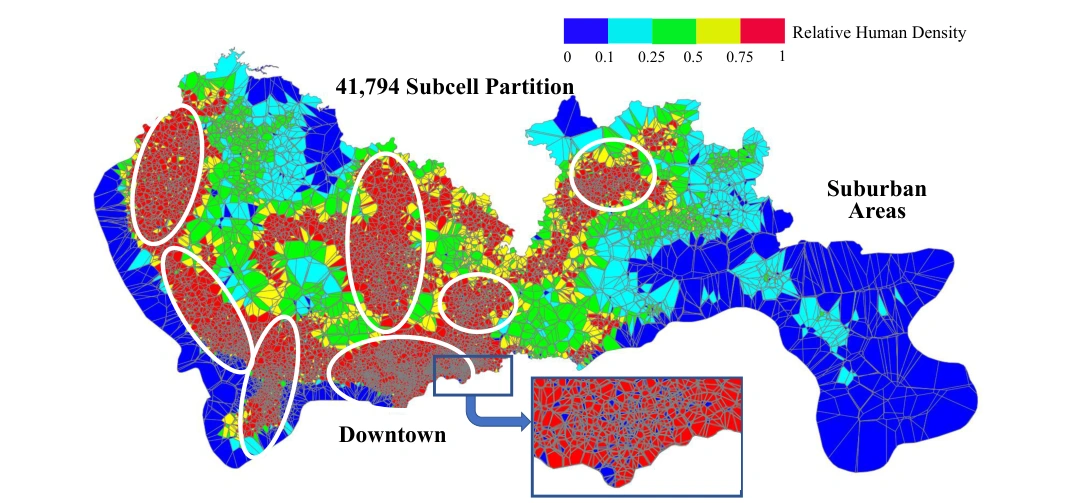 Relative Human Density
0 0.1 0.25 0.5 0.75 1
41,794 Subcell Partition
Suburban
Areas
Downtown